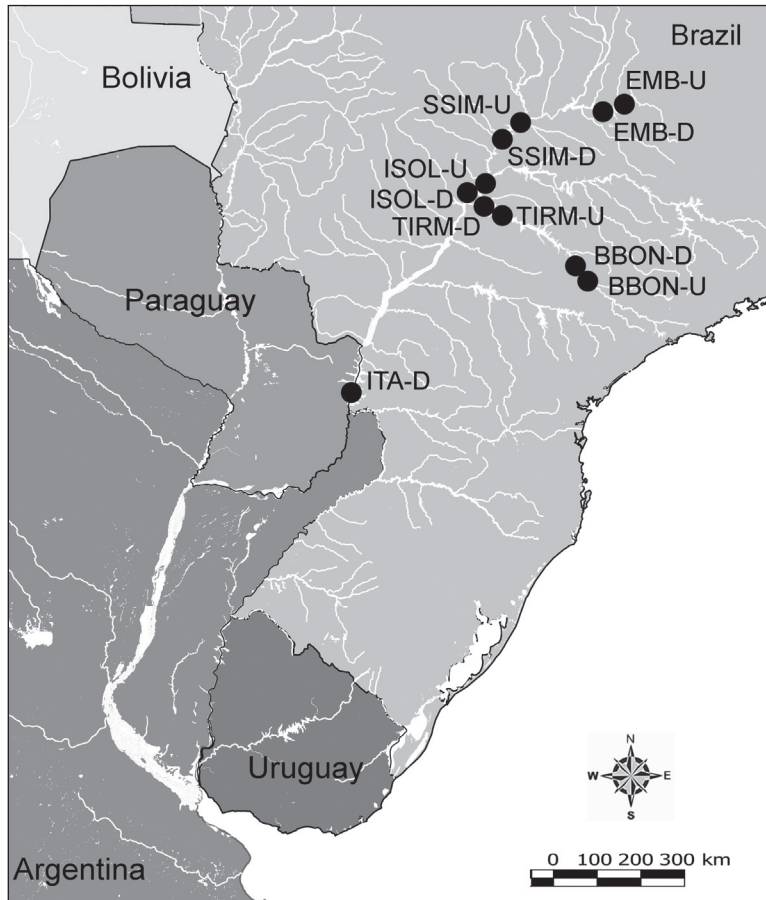 Brazil
Bolivia
EMB-U
SSIM-U
EMB-D
SSIM-D
ISOL-U
ISOL-D
TIRM-D
TIRM-U
BBON-D
BBON-U
Paraguay
ITA-D
Uruguay
N
W
E
S
0 100 200 300 km
Argentina